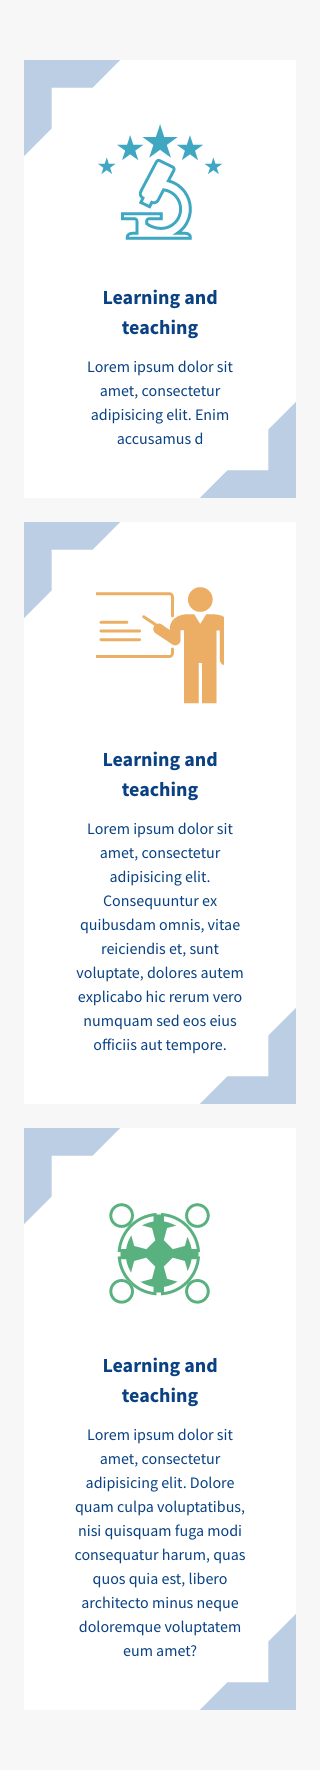 Learning and
teaching
Lorem ipsum dolor sit
amet, consectetur
adipisicing elit. Enim
accusamus d
Learning and
teaching
Lorem ipsum dolor sit
amet, consectetur
adipisicing elit.
Consequuntur ex
quibusdam omnis, vitae
reiciendis et, sunt
voluptate, dolores autem
explicabo hic rerum vero
numquam sed eos eius
officiis aut tempore.
Learning and
teaching
Lorem ipsum dolor sit
amet, consectetur
adipisicing elit. Dolore
quam culpa voluptatibus,
nisi quisquam fuga modi
consequatur harum, quas
quos quia est, libero
architecto minus neque
doloremque voluptatem
eum amet?